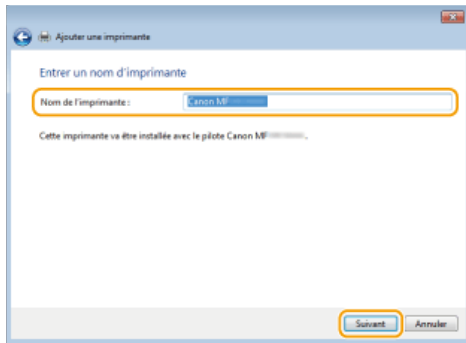 Ajouter une imprimante
Entrer un nom d'imprimante
Nom de l'imprimante : Canon MF
Cette imprimante va être installée avec le pilote Canon MF .
Suivant Annuler